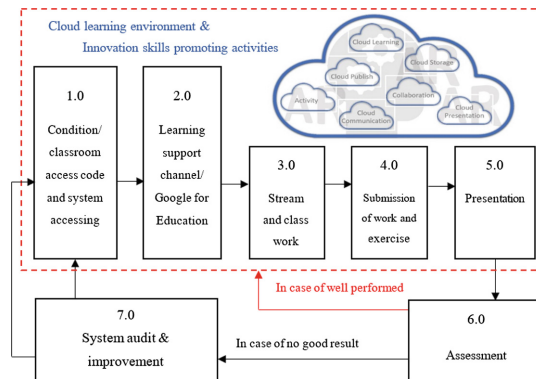 Cloud learning environment &
Innovation skills promoting activities
Cloud Learning
Cloud Storage
Cloud Publish
Collaboration
Activity
Cloud
Communication
Cloud
Presentation
1.0
Condition/
classroom
access code
and system
accessing
2.0
Learning
support
channel/
Google for
Education
3.0
Stream
and class
work
4.0
Submission
of work and
exercise
5.0
Presentation
In case of well performed
7.0
System audit &
improvement
In case of no good result
6.0
Assessment